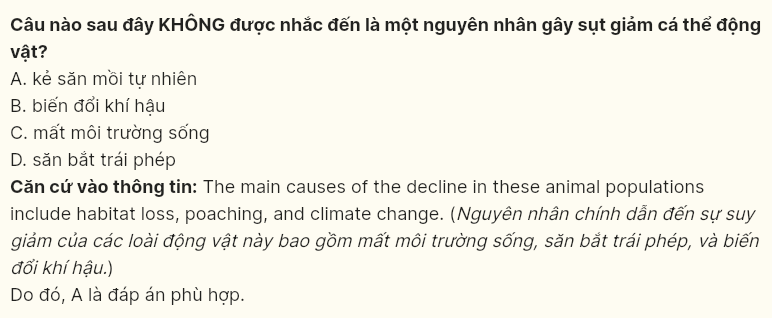 Câu nào sau đây KHÔNG được nhắc đến là một nguyên nhân gây sụt giảm cá thể động
vật?
A. kẻ săn mồi tự nhiên
B. biến đổi khí hậu
C. mất môi trường sống
D. săn bắt trái phép
Căn cứ vào thông tin: The main causes of the decline in these animal populations
include habitat loss, poaching, and climate change. (Nguyên nhân chính dẫn đến sự suy
giảm của các loài động vật này bao gồm mất môi trường sống, săn bắt trái phép, và biến
đổi khí hậu.)
Do đó, A là đáp án phù hợp.